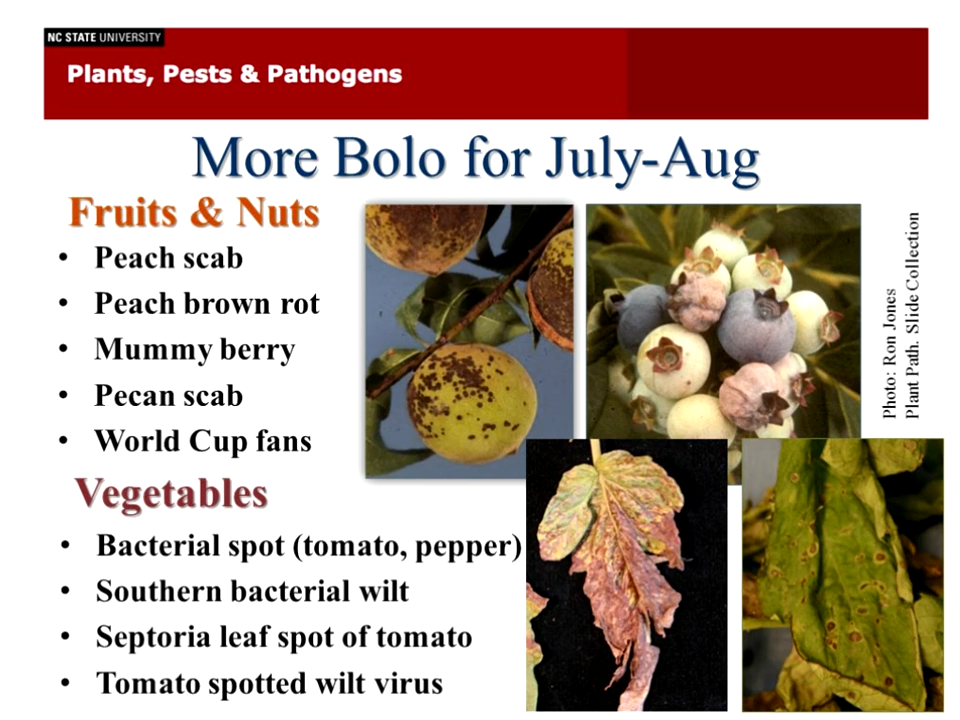 NC STATE UNIVERSITY
Plants, Pests & Pathogens
More Bolo for July-Aug
Fruits & Nuts
• Peach scab
• Peach brown rot
• Mummy berry
• Pecan scab
• World Cup fans
Photo: Ron Jones
Plant Path. Slide Collection
Vegetables
• Bacterial spot (tomato, pepper)
• Southern bacterial wilt
• Septoria leaf spot of tomato
• Tomato spotted wilt virus